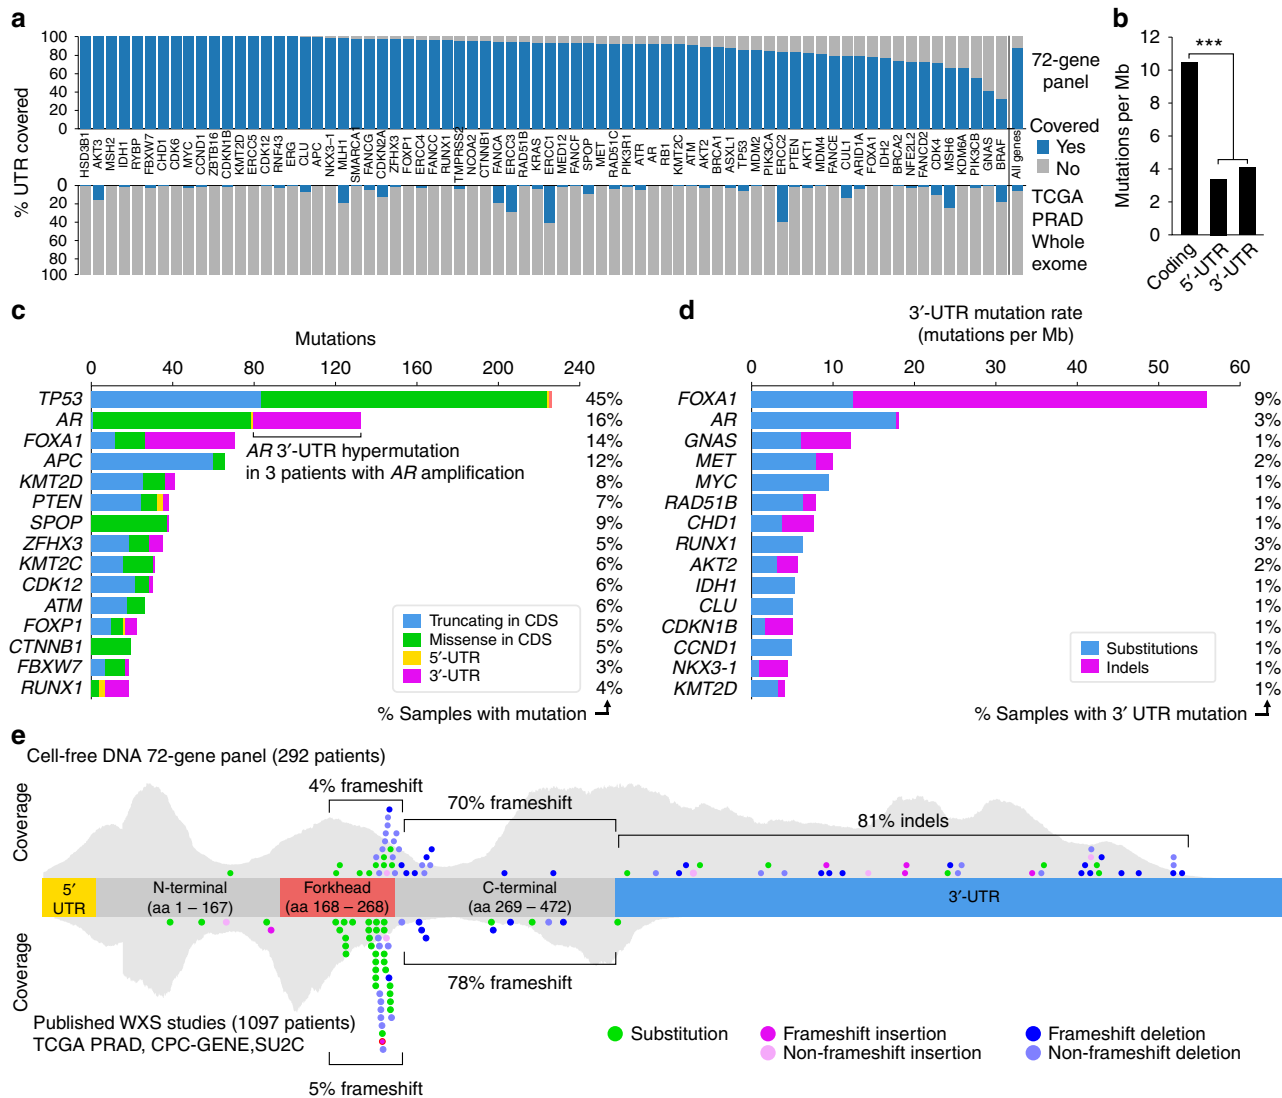 a
% UTR covered
100
80
60
40
20
0
72-gene
panel
Covered
Yes
No
HSD3B1
AKT3
MSH2
IDH1
RYBP
FBXW7
CHD1
CDK6
MYC
CCND1
ZBTB16
CDKN1B
KMT2D
ERCC5
CDK12
RNF43
ERG
CLU
APC
NKX3-1
MLH1
SMARCA1
FANCG
CDKN2A
ZFHX3
FOXP1
ERCC4
FANCC
RUNX1
TMPRSS2
NCOA2
CTNNB1
FANCA
ERCC3
RAD51B
KRAS
ERCC1
MED12
FANCF
SPOP
MET
RAD51C
PIK3R1
ATR
AR
RB1
KMT2C
ATM
AKT2
BRCA1
ASXL1
TP53
MDM2
PIK3CA
ERCC2
PTEN
AKT1
MDM4
FANCE
CUL1
ARID1A
FOXA1
IDH2
BRCA2
NFE2L2
FANCD2
CDK4
MSH6
KDM6A
PIK3CB
GNAS
BRAF
All genes
0
20
40
60
80
100
TCGA
PRAD
Whole
exome
b
Mutations per Mb
12
10
8
6
4
2
0
***
Coding
5′-UTR
3′-UTR
c
Mutations
0 40 80 120 160 200 240
TP53 45%
AR 16%
FOXA1 14%
APC 12%
KMT2D 8%
PTEN 7%
SPOP 9%
ZFHX3 5%
KMT2C 6%
CDK12 6%
ATM 6%
FOXP1 5%
CTNNB1 5%
FBXW7 3%
RUNX1 4%
AR 3′-UTR hypermutation
in 3 patients with AR amplification
Truncating in CDS
Missense in CDS
5′-UTR
3′-UTR
% Samples with mutation
d
3′-UTR mutation rate
(mutations per Mb)
0 10 20 30 40 50 60
FOXA1 9%
AR 3%
GNAS 1%
MET 2%
MYC 1%
RAD51B 1%
CHD1 1%
RUNX1 3%
AKT2 2%
IDH1 1%
CLU 1%
CDKN1B 1%
CCND1 1%
NKX3-1 1%
KMT2D 1%
Substitutions
Indels
% Samples with 3′ UTR mutation
e
Cell-free DNA 72-gene panel (292 patients)
Coverage
4% frameshift
70% frameshift
81% indels
5′
UTR
N-terminal
(aa 1 – 167)
Forkhead
(aa 168 – 268)
C-terminal
(aa 269 – 472)
3′-UTR
Coverage
78% frameshift
Published WXS studies (1097 patients)
TCGA PRAD, CPC-GENE,SU2C
5% frameshift
Substitution
Frameshift insertion
Non-frameshift insertion
Frameshift deletion
Non-frameshift deletion